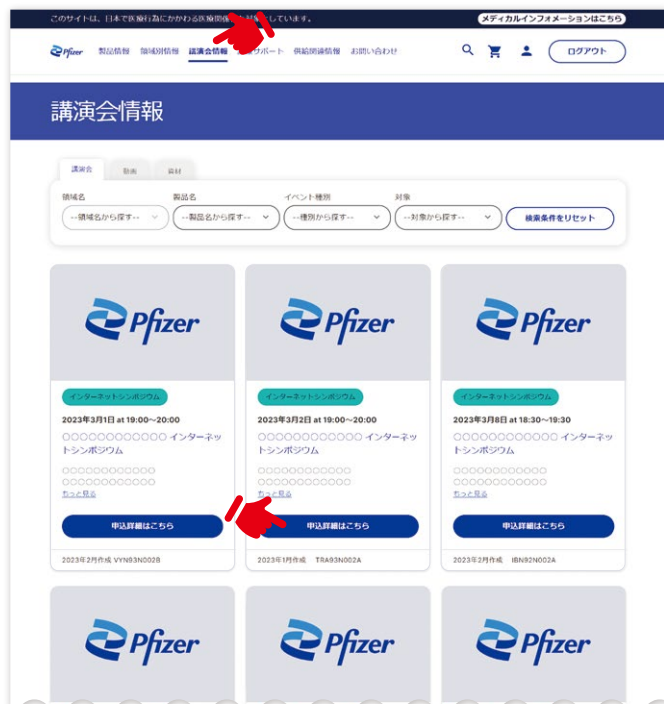 このサイトは、日本で医療行為にかかわる医療関係 対象としています。
メディカルインフォメーションはこちら
Pfizer 製品情報 領域別情報 講演会情報 サポート 供給関連情報 お問い合わせ ログアウト
講演会情報
講演会 動画 資材
領域名 製品名 イベント種別 対象
--領域名から探す-- --製品名から探す-- --種別から探す-- --対象から探す-- 検索条件をリセット
Pfizer Pfizer Pfizer
インターネットシンポジウム インターネットシンポジウム インターネットシンポジウム
2023年3月1日 at 19:00～20:00 2023年3月2日 at 19:00～20:00 2023年3月8日 at 18:30～19:30
○○○○○○○○○○○○ インターネッ ○○○○○○○○○○○○ インターネッ ○○○○○○○○○○○○ インターネッ
トシンポジウム トシンポジウム トシンポジウム
○○○○○○○○○○○○ ○○○○○○○○○○○○ ○○○○○○○○○○○○
○○○○○○○○○○○○ ○○○○○○○○○○○○ ○○○○○○○○○○○○
もっと見る もっと見る もっと見る
申込詳細はこちら 申込詳細はこちら 申込詳細はこちら
2023年2月作成 VYN93N002B 2023年1月作成 TRA93N002A 2023年2月作成 IBN92N002A
Pfizer Pfizer Pfizer